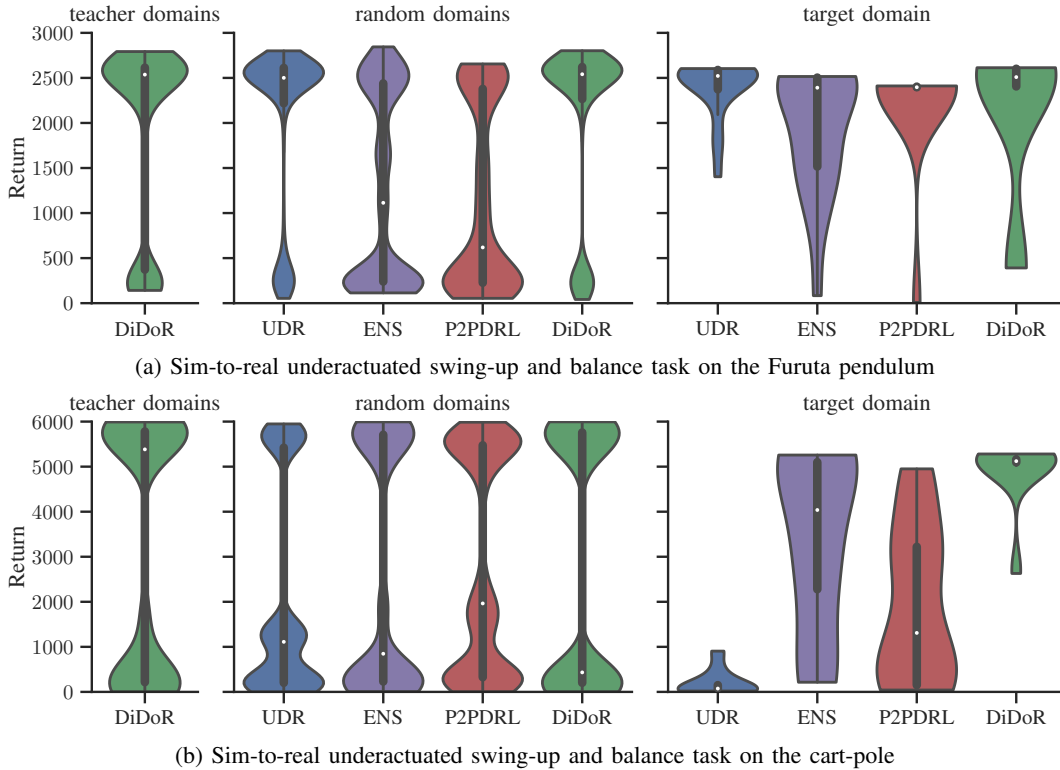 teacher domains random domains target domain
3000
2500
2000
1500
1000
500
0
Return
DiDoR UDR ENS P2PDRL DiDoR UDR ENS P2PDRL DiDoR
(a) Sim-to-real underactuated swing-up and balance task on the Furuta pendulum
teacher domains random domains target domain
6000
5000
4000
3000
2000
1000
0
Return
DiDoR UDR ENS P2PDRL DiDoR UDR ENS P2PDRL DiDoR
(b) Sim-to-real underactuated swing-up and balance task on the cart-pole